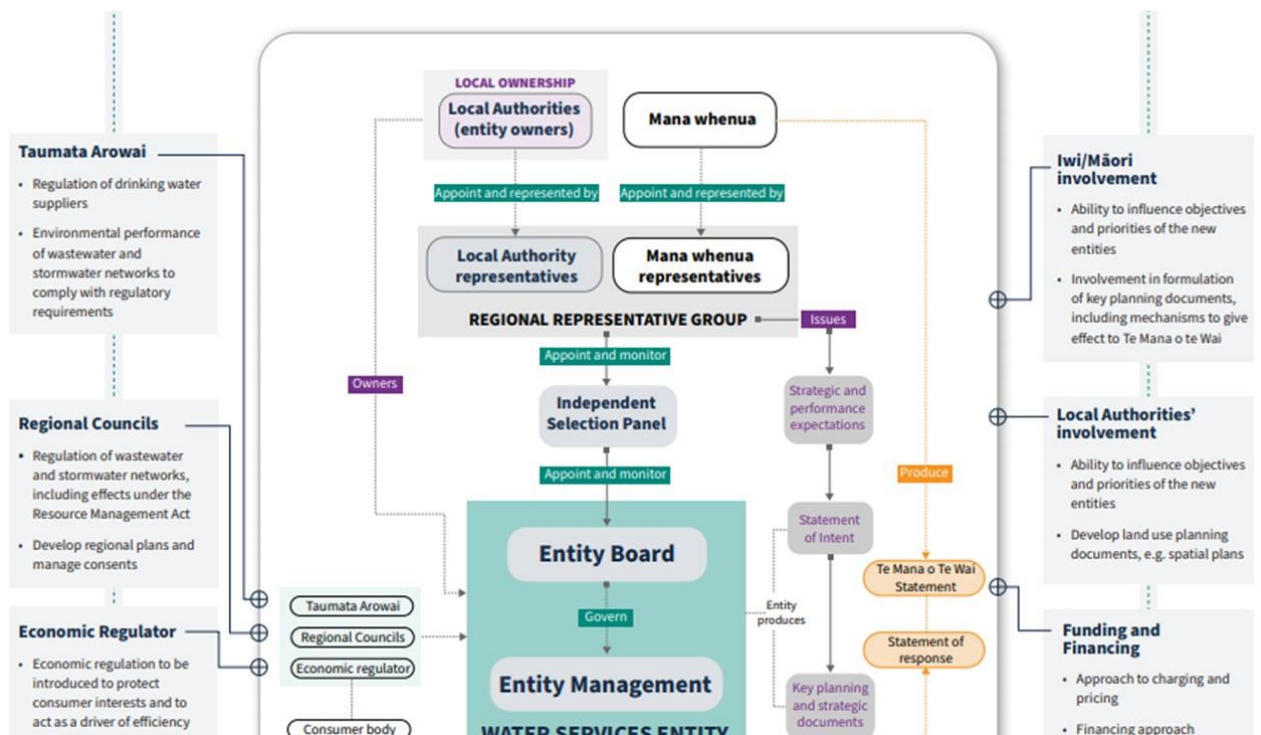 Taumata Arowai
• Regulation of drinking water
suppliers
• Environmental performance
of wastewater and
stormwater networks to
comply with regulatory
requirements
Regional Councils
• Regulation of wastewater
and stormwater networks,
including effects under the
Resource Management Act
• Develop regional plans and
manage consents
Economic Regulator
• Economic regulation to be
introduced to protect
consumer interests and to
act as a driver of efficiency
LOCAL OWNERSHIP
Local Authorities
(entity owners)
Mana whenua
Appoint and represented by
Appoint and represented by
Local Authority
representatives
Mana whenua
representatives
REGIONAL REPRESENTATIVE GROUP
Issues
Appoint and monitor
Owners
Independent
Selection Panel
Strategic and
performance
expectations
Appoint and monitor
Produce
Entity Board
Statement
of Intent
Te Mana o Te Wai
Statement
Govern
Entity
produces
Taumata Arowai
Regional Councils
Economic regulator
Consumer body
Statement of
response
Entity Management
Key planning
and strategic
documents
WATER SERVICES ENTITY
Iwi/Māori
involvement
• Ability to influence objectives
and priorities of the new
entities
• Involvement in formulation
of key planning documents,
including mechanisms to give
effect to Te Mana o te Wai
Local Authorities’
involvement
• Ability to influence objectives
and priorities of the new
entities
• Develop land use planning
documents, e.g. spatial plans
Funding and
Financing
• Approach to charging and
pricing
• Financing approach